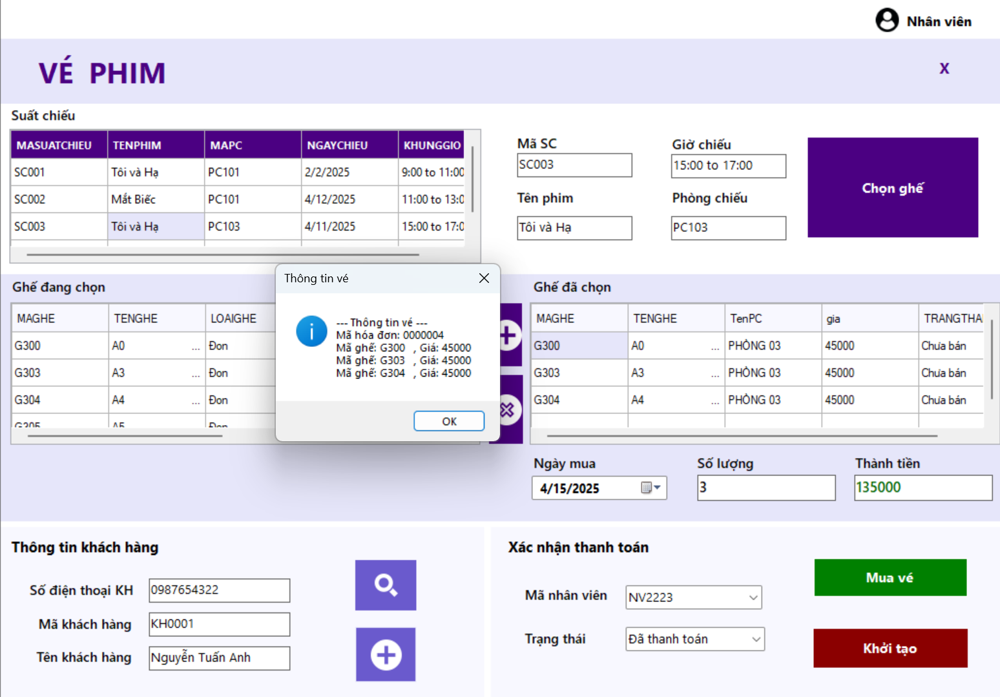 Nhân viên
VÉ PHIM
X
Suất chiếu
MASUATCHIEU TENPHIM MAPC NGAYCHIEU KHUNGGIO
SC001 Tôi và Hạ PC101 2/2/2025 9:00 to 11:00
SC002 Mắt Biếc PC101 4/12/2025 11:00 to 13:0
SC003 Tôi và Hạ PC103 4/11/2025 15:00 to 17:0
Mã SC
SC003
Giờ chiếu
15:00 to 17:00
Tên phim
Tôi và Hạ
Phòng chiếu
PC103
Chọn ghế
Ghế đang chọn
MAGHE TENGHE LOAIGHE
G300 A0 ... Đon
G303 A3 ... Đon
G304 A4 ... Đon
G305 A5 Đon
Thông tin vé
--- Thông tin vé ---
Mã hóa đơn: 0000004
Mã ghế: G300 , Giá: 45000
Mã ghế: G303 , Giá: 45000
Mã ghế: G304 , Giá: 45000
OK
Ghế đã chọn
MAGHE TENGHE TenPC gia TRANGTHA
G300 A0 ... PHÒNG 03 45000 Chưa bán
G303 A3 ... PHÒNG 03 45000 Chưa bán
G304 A4 ... PHÒNG 03 45000 Chưa bán
Ngày mua
4/15/2025
Số lượng
3
Thành tiền
135000
Thông tin khách hàng
Số điện thoại KH 0987654322
Mã khách hàng KH0001
Tên khách hàng Nguyễn Tuấn Anh
Xác nhận thanh toán
Mã nhân viên NV2223
Trạng thái Đã thanh toán
Mua vé
Khởi tạo